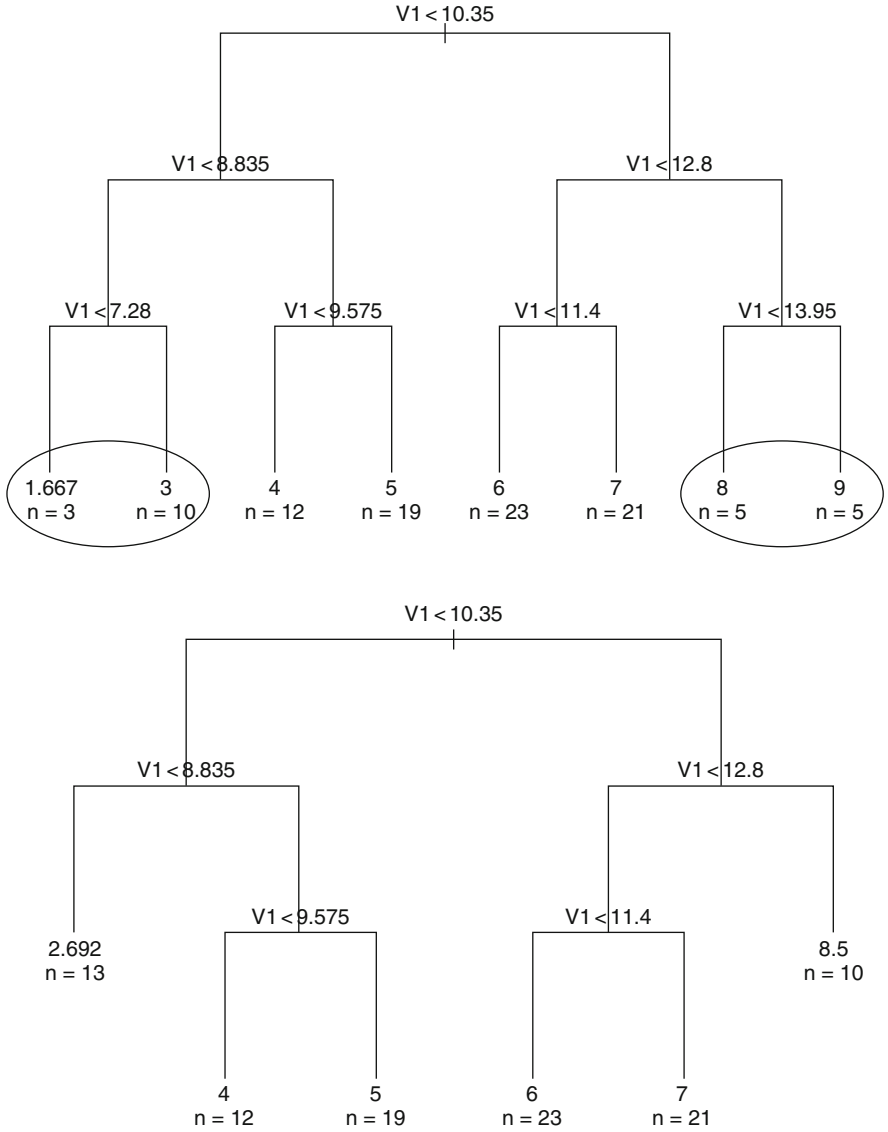 V1 < 10.35
V1 < 8.835 V1 < 12.8
V1 < 7.28 V1 < 9.575 V1 < 11.4 V1 < 13.95
1.667 3 4 5 6 7 8 9
n = 3 n = 10 n = 12 n = 19 n = 23 n = 21 n = 5 n = 5
V1 < 10.35
V1 < 8.835 V1 < 12.8
V1 < 9.575 V1 < 11.4
2.692 8.5
n = 13 n = 10
4 5 6 7
n = 12 n = 19 n = 23 n = 21